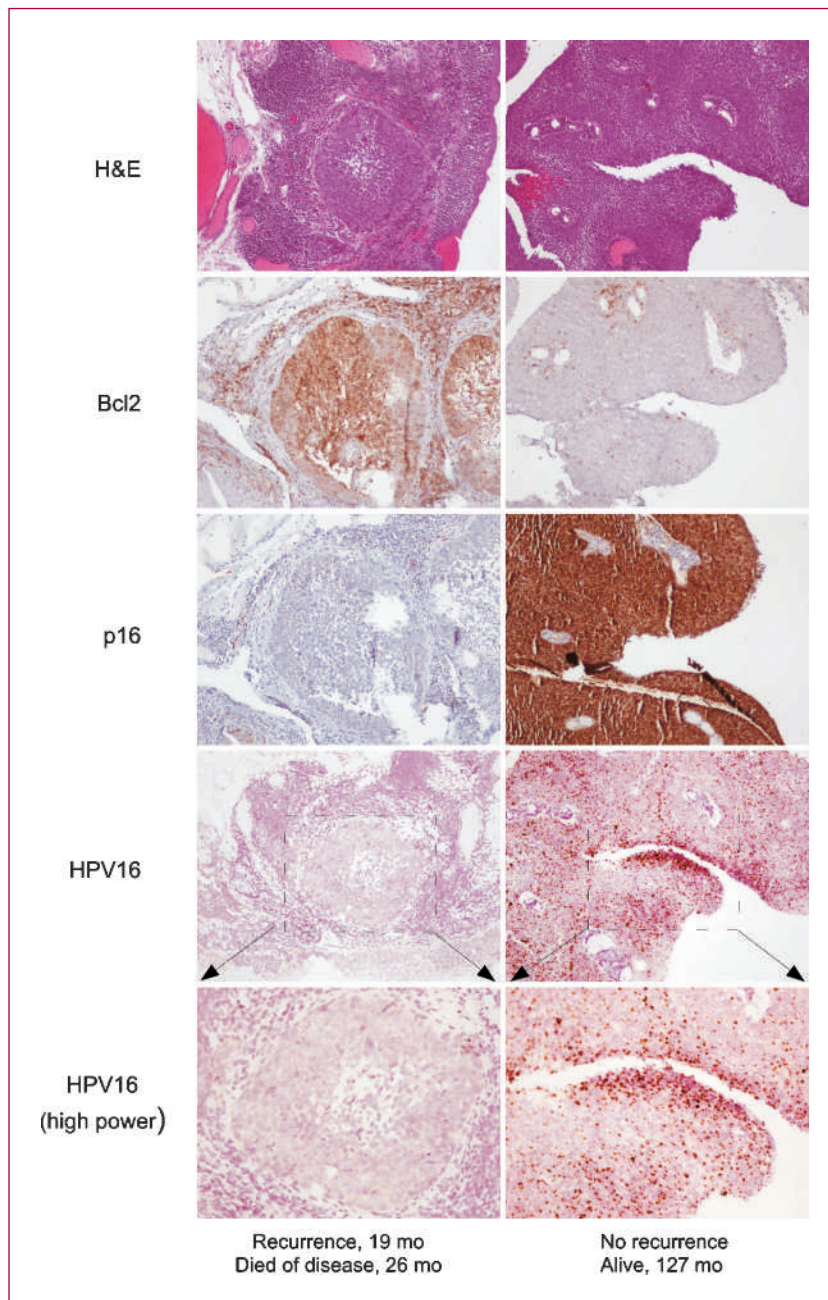 H&E
Bcl2
p16
HPV16
HPV16
(high power)
Recurrence, 19 mo
Died of disease, 26 mo
No recurrence
Alive, 127 mo